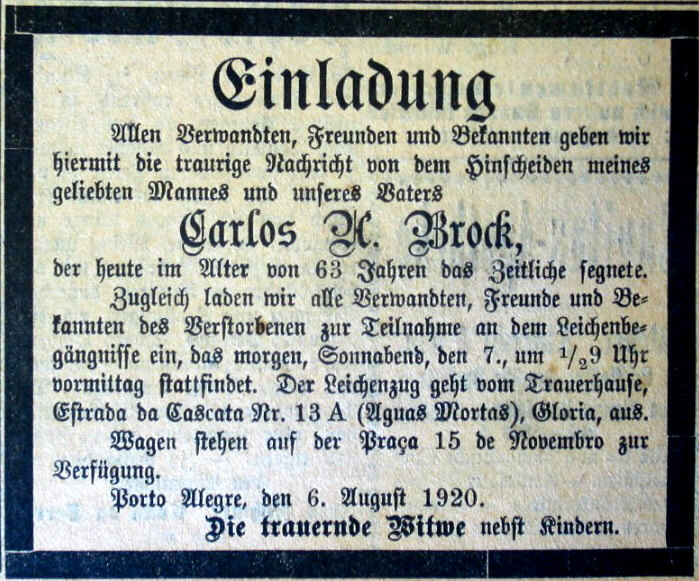 Einladung
Allen Verwandten, Freunden und Bekannten geben wir
hiermit die traurige Nachricht von dem Hinscheiden meines
geliebten Mannes und unseres Vaters
Carlos A. Brock,
der heute im Alter von 63 Jahren das Zeitliche segnete.
Zugleich laden wir alle Verwandten, Freunde und Be-
kannten des Verstorbenen zur Teilnahme an dem Leichenbe-
gängnisse ein, das morgen, Sonnabend, den 7., um 1/29 Uhr
vormittag stattfindet. Der Leichenzug geht vom Trauerhause,
Estrada da Cascata Nr. 13 A (Aguas Mortas), Gloria, aus.
Wagen stehen auf der Praça 15 de Novembro zur
Verfügung.
Porto Alegre, den 6. August 1920.
Die trauernde Witwe nebst Kindern.